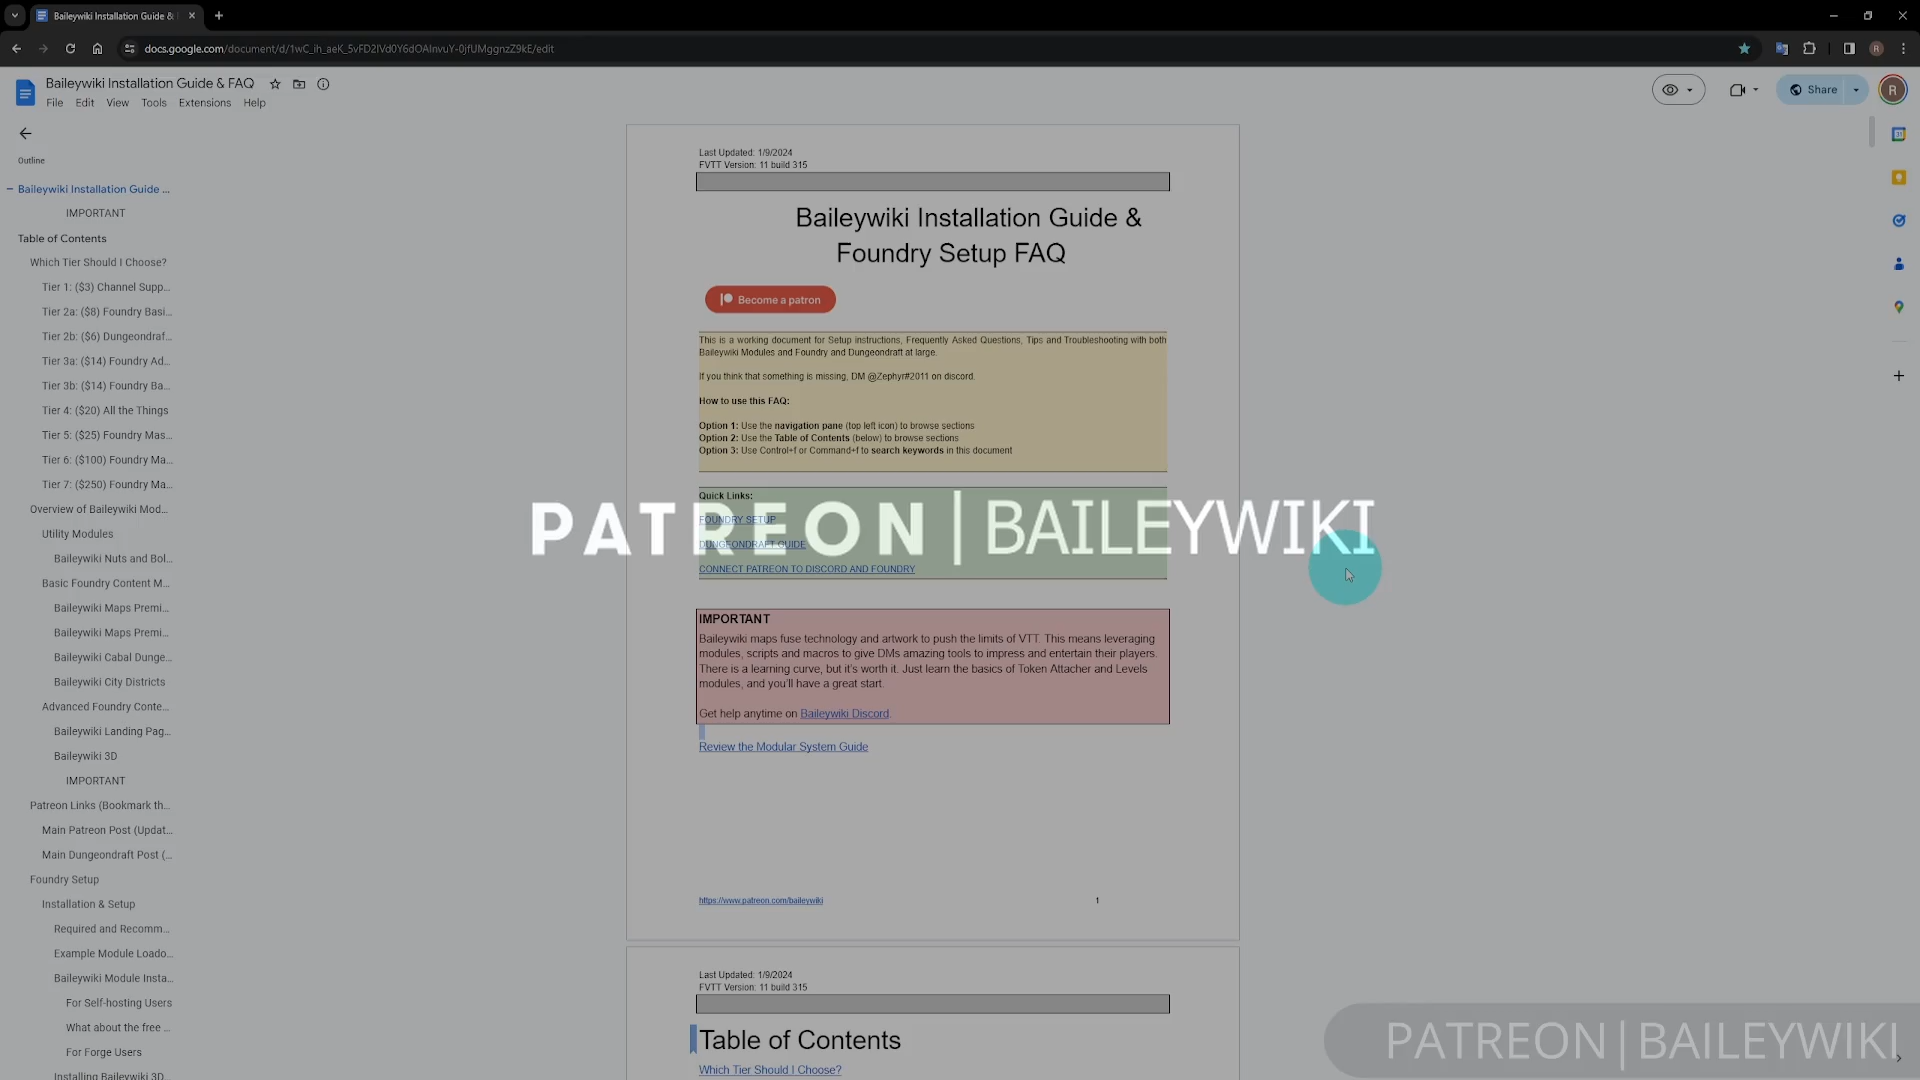 Baileywiki Installation Guide &
docs.google.com/document/d/1wC_ih_aeK_5vFD2IVd0Y6dOAInvuY-0jfUMggnzZ9kE/edit
R
Baileywiki Installation Guide & FAQ
File Edit View Tools Extensions Help
Share
R
Outline
Baileywiki Installation Guide ...
IMPORTANT
Table of Contents
Which Tier Should I Choose?
Tier 1: ($3) Channel Supp...
Tier 2a: ($8) Foundry Basi...
Tier 2b: ($6) Dungeondraf...
Tier 3a: ($14) Foundry Ad...
Tier 3b: ($14) Foundry Ba...
Tier 4: ($20) All the Things
Tier 5: ($25) Foundry Mas...
Tier 6: ($100) Foundry Ma...
Tier 7: ($250) Foundry Ma...
Overview of Baileywiki Mod...
Utility Modules
Baileywiki Nuts and Bol...
Basic Foundry Content M...
Baileywiki Maps Premi...
Baileywiki Maps Premi...
Baileywiki Cabal Dunge...
Baileywiki City Districts
Advanced Foundry Conte...
Baileywiki Landing Pag...
Baileywiki 3D
IMPORTANT
Patreon Links (Bookmark th...
Main Patreon Post (Updat...
Main Dungeondraft Post (...
Foundry Setup
Installation & Setup
Required and Recomm...
Example Module Loado...
Baileywiki Module Insta...
For Self-hosting Users
What about the free ...
For Forge Users
Installing Baileywiki 3D...
Last Updated: 1/9/2024
FVTT Version: 11 build 315
Baileywiki Installation Guide &
Foundry Setup FAQ
Become a patron
This is a working document for Setup instructions, Frequently Asked Questions, Tips and Troubleshooting with both
Baileywiki Modules and Foundry and Dungeondraft at large.
If you think that something is missing, DM @Zephyr#2011 on discord.
How to use this FAQ:
Option 1: Use the navigation pane (top left icon) to browse sections
Option 2: Use the Table of Contents (below) to browse sections
Option 3: Use Control+f or Command+f to search keywords in this document
Quick Links:
FOUNDRY SETUP
PATREON|BAILEYWIKI
DUNGEONDRAFT GUIDE
CONNECT PATREON TO DISCORD AND FOUNDRY
IMPORTANT
Baileywiki maps fuse technology and artwork to push the limits of VTT. This means leveraging
modules, scripts and macros to give DMs amazing tools to impress and entertain their players.
There is a learning curve, but it's worth it. Just learn the basics of Token Attacher and Levels
modules, and you'll have a great start.
Get help anytime on Baileywiki Discord.
Review the Modular System Guide
https://www.patreon.com/baileywiki 1
Last Updated: 1/9/2024
FVTT Version: 11 build 315
Table of Contents
Which Tier Should I Choose?
PATREON|BAILEYWIKI